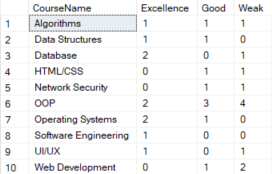 CourseName Excellence Good Weak
1 Algorithms 1 1 1
2 Data Structures 1 1 0
3 Database 2 0 1
4 HTML/CSS 0 1 1
5 Network Security 0 1 1
6 OOP 2 3 4
7 Operating Systems 2 1 0
8 Software Engineering 1 0 0
9 UI/UX 1 0 1
10 Web Development 0 1 2